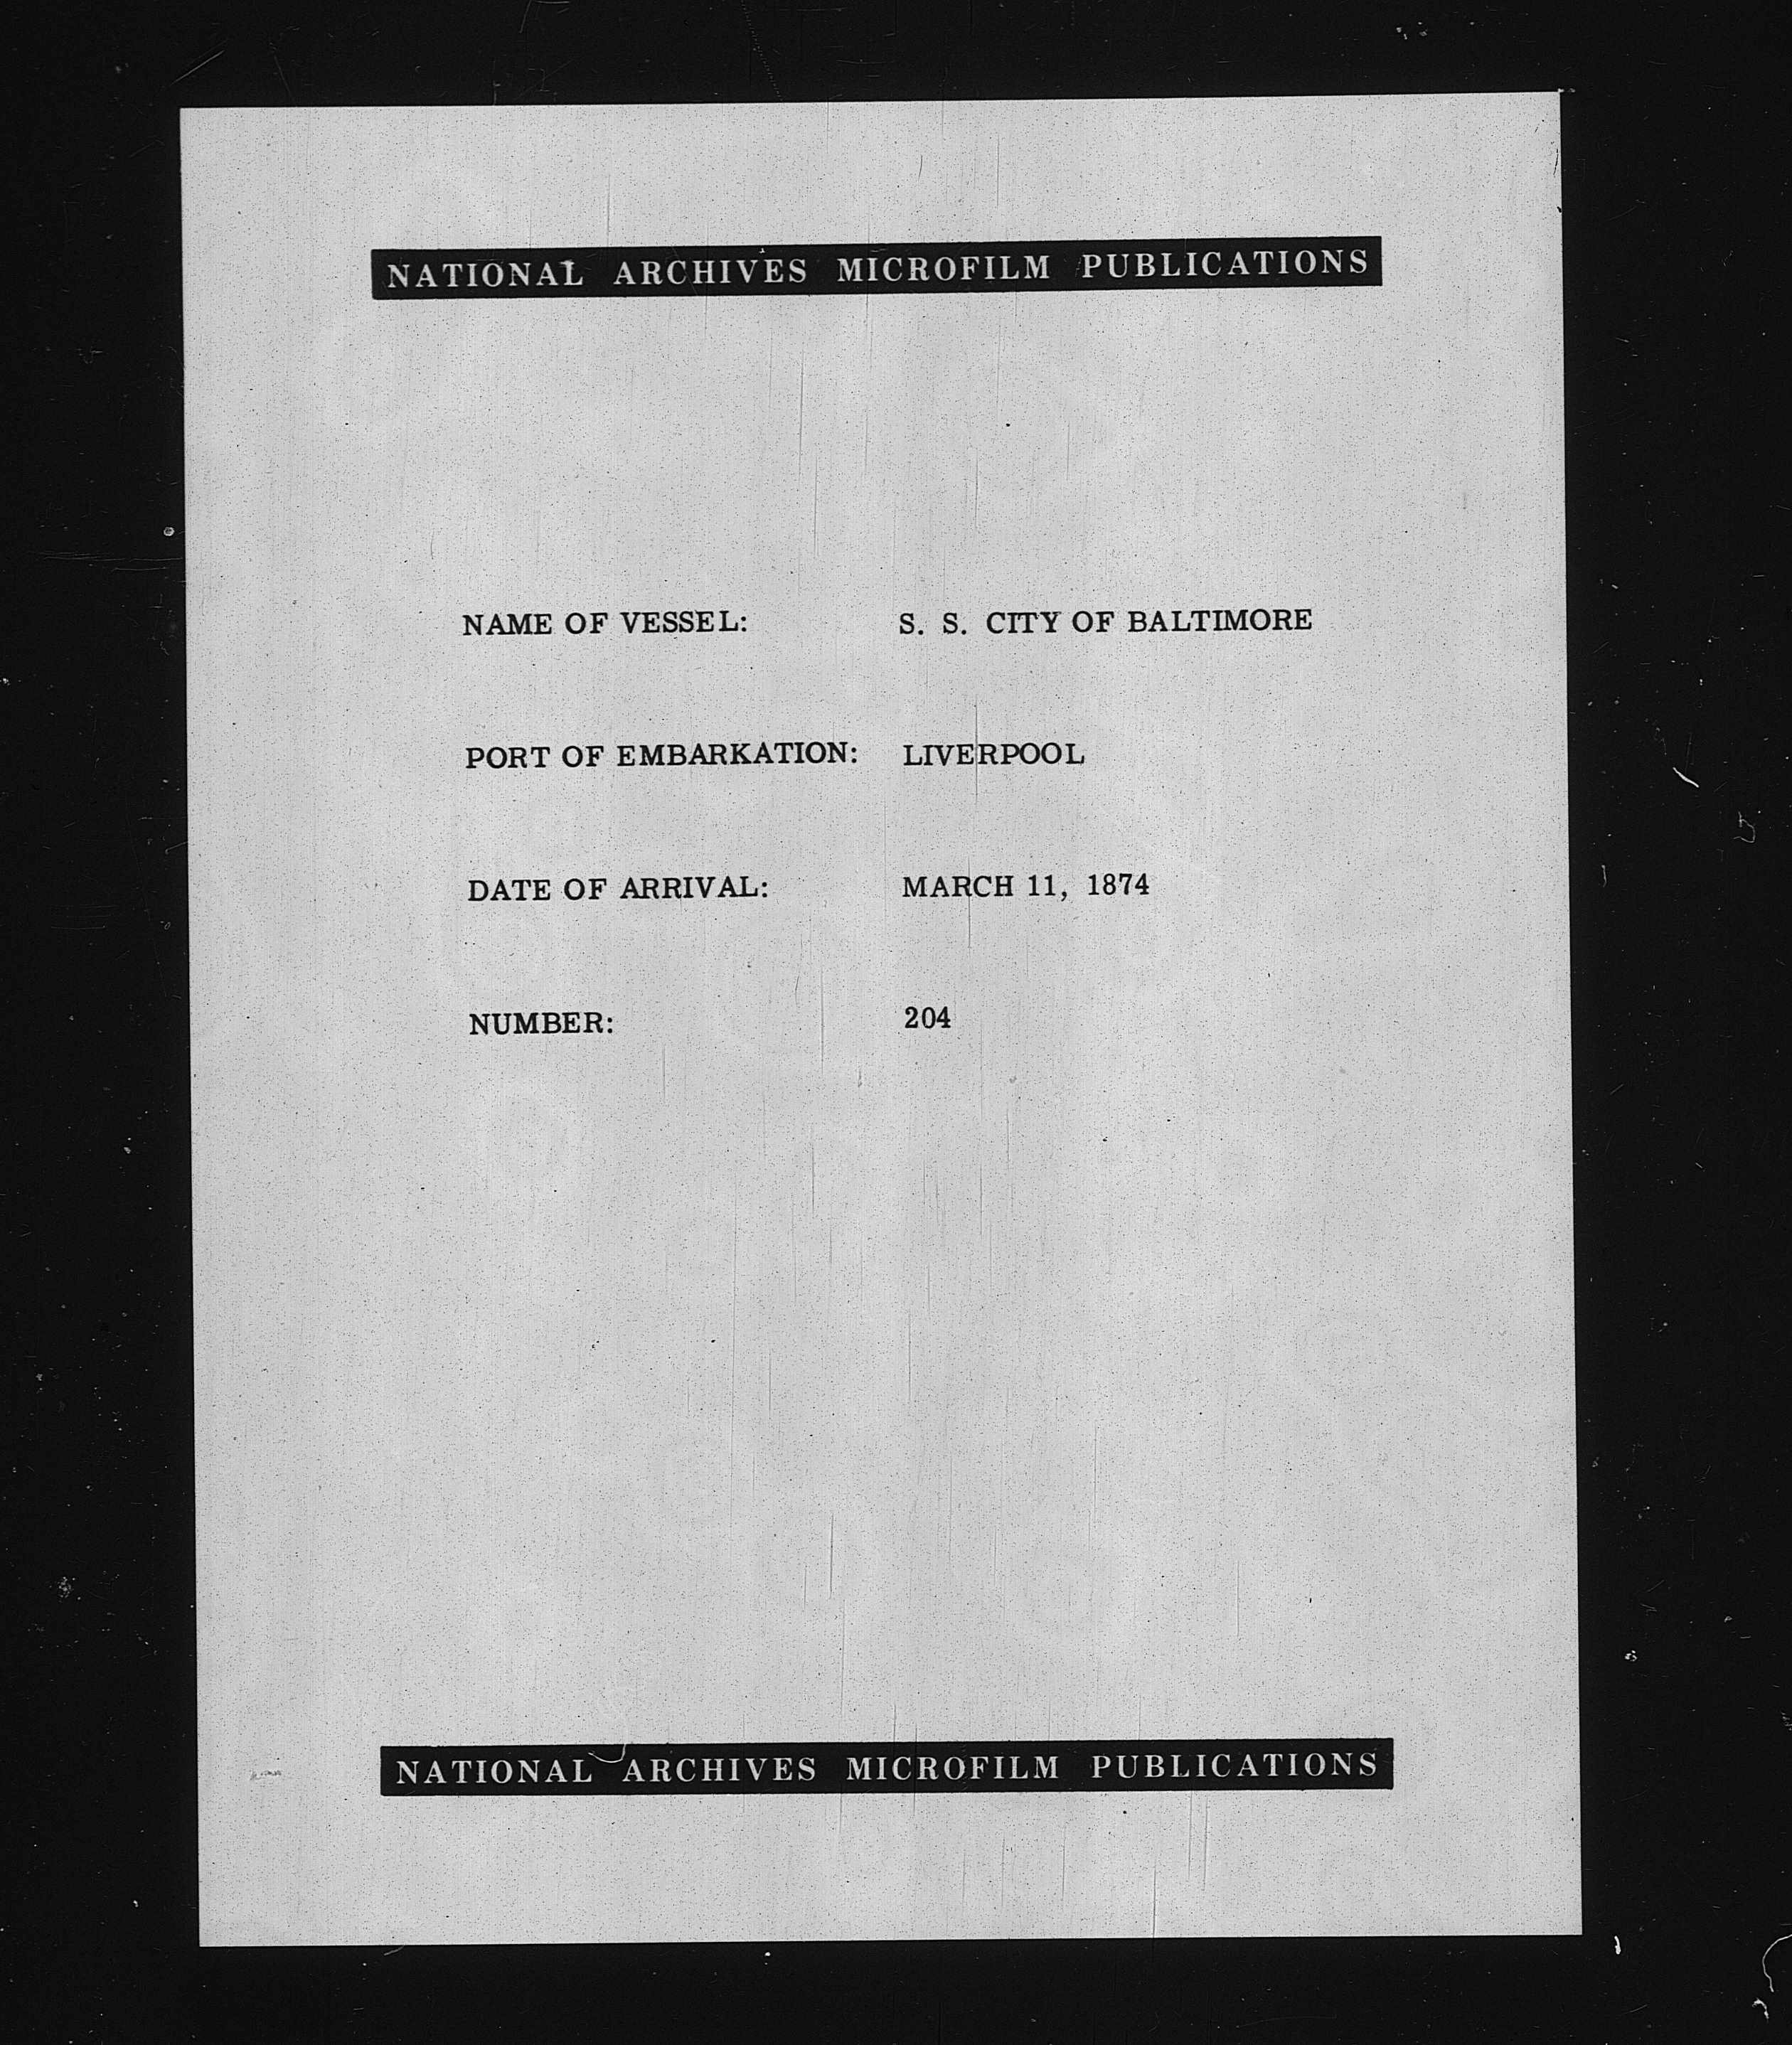 NATIONAL ARCHIVES MICROFILM PUBLICATIONS
NAME OF VESSEL: S. S. CITY OF BALTIMORE
PORT OF EMBARKATION: LIVERPOOL
DATE OF ARRIVAL: MARCH 11, 1874
NUMBER: 204
NATIONAL ARCHIVES MICROFILM PUBLICATIONS